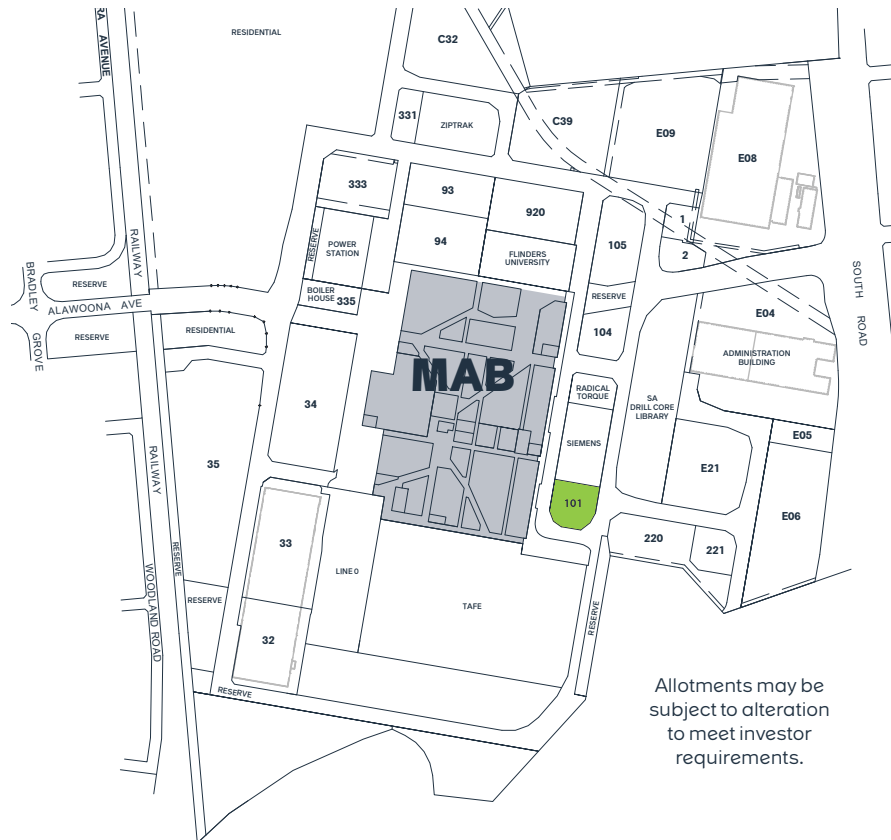 RA AVENUE
RESIDENTIAL
C32
331
ZIPTRAK
C39
E09
E08
333
93
920
1
2
RESERVE
POWER
STATION
94
FLINDERS
UNIVERSITY
105
RAILWAY
BRADLEY
GROVE
RESERVE
ALAWOONA AVE
RESERVE
RESIDENTIAL
BOILER
HOUSE
335
RESERVE
104
SOUTH
ROAD
E04
ADMINISTRATION
BUILDING
MAB
34
RADICAL
TORQUE
SA
DRILL CORE
LIBRARY
SIEMENS
E05
35
RAILWAY
E21
101
E06
33
220
221
RESERVE
LINE 0
WOODLAND ROAD
RESERVE
TAFE
RESERVE
32
RESERVE
Allotments may be
subject to alteration
to meet investor
requirements.